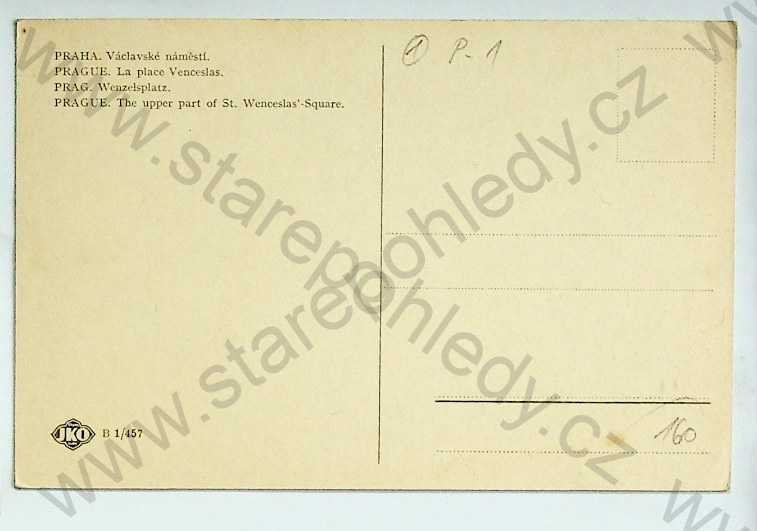 PRAHA. Václavské náměstí.
PRAGUE. La place Venceslas.
PRAG. Wenzelsplatz.
PRAGUE. The upper part of St. Wenceslas'-Square.
① P-1
JKO B 1/457
160
www.starepohledy.cz
www.starepohledy.cz